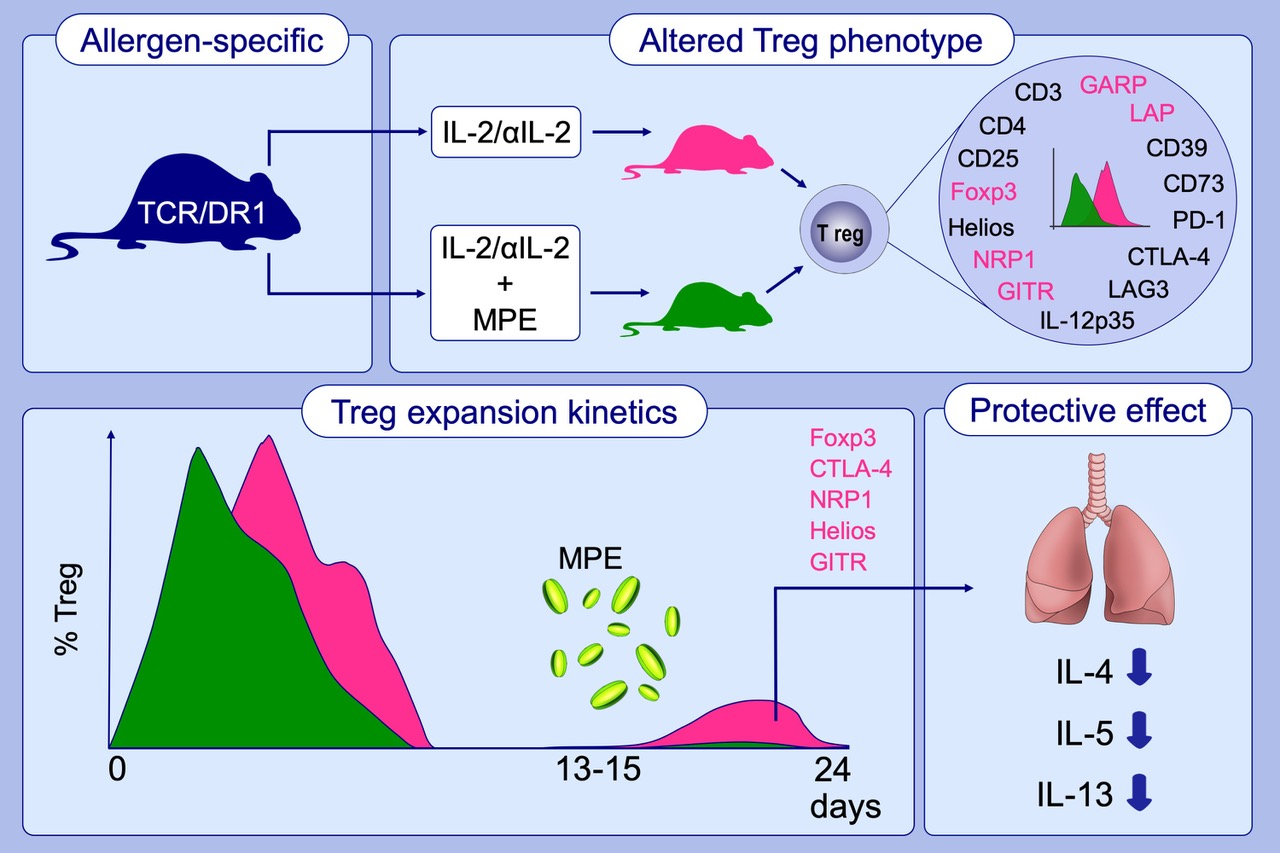 Allergen-specific
TCR/DR1
Altered Treg phenotype
IL-2/αIL-2
IL-2/αIL-2
+
MPE
T reg
CD3
GARP
LAP
CD4
CD39
CD25
CD73
Foxp3
PD-1
Helios
CTLA-4
NRP1
LAG3
GITR
IL-12p35
Treg expansion kinetics
% Treg
MPE
Foxp3
CTLA-4
NRP1
Helios
GITR
0
13-15
24
days
Protective effect
IL-4
IL-5
IL-13